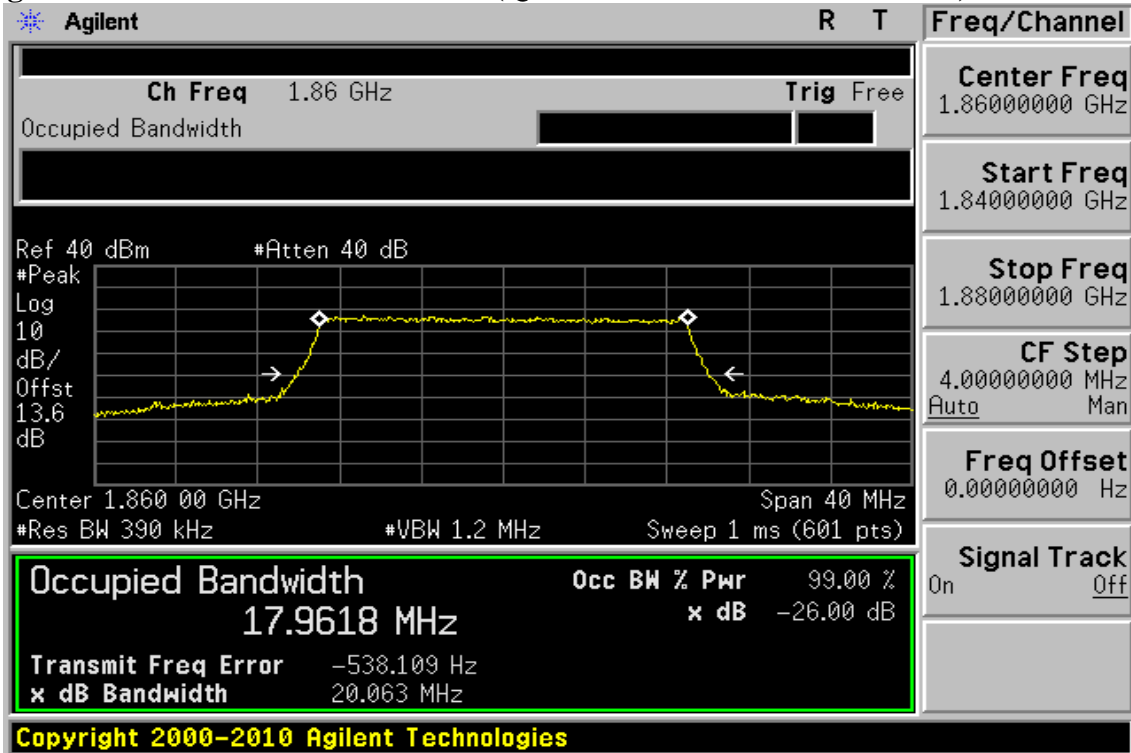 Agilent R T Freq/Channel
Ch Freq 1.86 GHz Trig Free
Occupied Bandwidth
Center Freq
1.86000000 GHz
Start Freq
1.84000000 GHz
Stop Freq
1.88000000 GHz
CF Step
4.00000000 MHz
Auto Man
Freq Offset
0.00000000 Hz
Signal Track
On Off
Ref 40 dBm #Atten 40 dB
#Peak
Log
10
dB/
Offst
13.6
dB
Center 1.860 00 GHz Span 40 MHz
#Res BW 390 kHz #VBW 1.2 MHz Sweep 1 ms (601 pts)
Occupied Bandwidth Occ BW % Pwr 99.00 %
17.9618 MHz x dB -26.00 dB
Transmit Freq Error -538.109 Hz
x dB Bandwidth 20.063 MHz
Copyright 2000-2010 Agilent Technologies